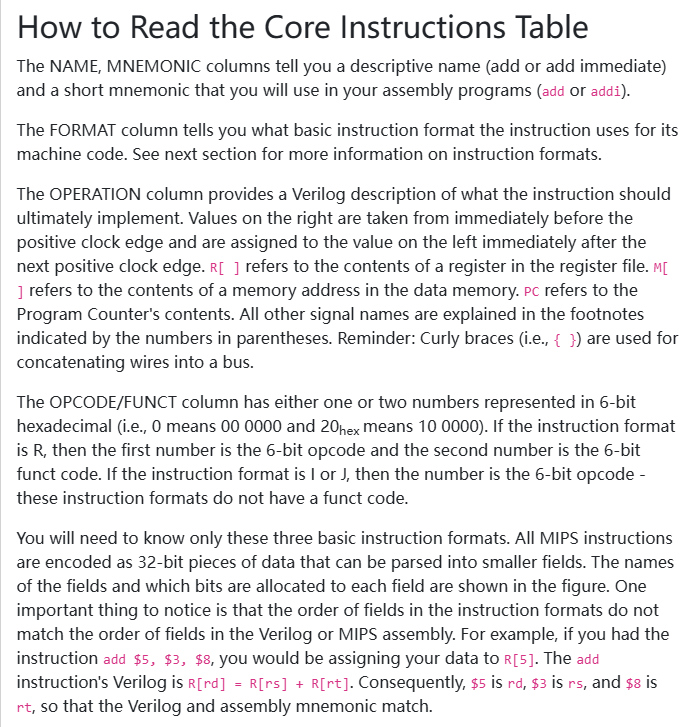 How to Read the Core Instructions Table
The NAME, MNEMONIC columns tell you a descriptive name (add or add immediate)
and a short mnemonic that you will use in your assembly programs (add or addi).
The FORMAT column tells you what basic instruction format the instruction uses for its
machine code. See next section for more information on instruction formats.
The OPERATION column provides a Verilog description of what the instruction should
ultimately implement. Values on the right are taken from immediately before the
positive clock edge and are assigned to the value on the left immediately after the
next positive clock edge. R[ ] refers to the contents of a register in the register file. M[
] refers to the contents of a memory address in the data memory. PC refers to the
Program Counter's contents. All other signal names are explained in the footnotes
indicated by the numbers in parentheses. Reminder: Curly braces (i.e., { }) are used for
concatenating wires into a bus.
The OPCODE/FUNCT column has either one or two numbers represented in 6-bit
hexadecimal (i.e., 0 means 00 0000 and 20hex means 10 0000). If the instruction format
is R, then the first number is the 6-bit opcode and the second number is the 6-bit
funct code. If the instruction format is I or J, then the number is the 6-bit opcode -
these instruction formats do not have a funct code.
You will need to know only these three basic instruction formats. All MIPS instructions
are encoded as 32-bit pieces of data that can be parsed into smaller fields. The names
of the fields and which bits are allocated to each field are shown in the figure. One
important thing to notice is that the order of fields in the instruction formats do not
match the order of fields in the Verilog or MIPS assembly. For example, if you had the
instruction add $5, $3, $8, you would be assigning your data to R[5]. The add
instruction's Verilog is R[rd] = R[rs] + R[rt]. Consequently, $5 is rd, $3 is rs, and $8 is
rt, so that the Verilog and assembly mnemonic match.